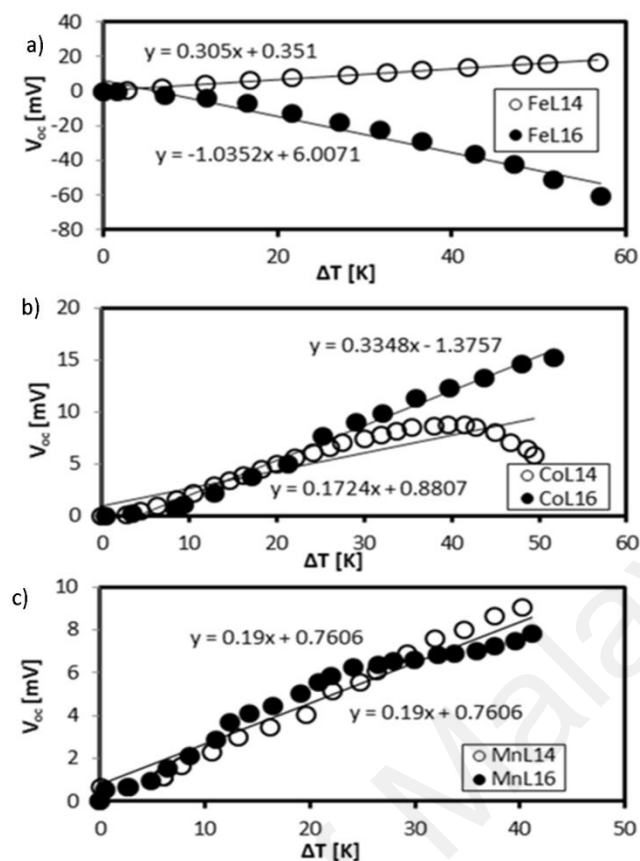 a)
60
40
20
0
-20
-40
-60
-80
Voc [mV]
y = 0.305x + 0.351
y = -1.0352x + 6.0071
FeL14
FeL16
0 20 40 60
ΔT [K]
b)
20
15
10
5
0
Voc [mV]
y = 0.3348x - 1.3757
y = 0.1724x + 0.8807
CoL14
CoL16
0 10 20 30 40 50 60
ΔT [K]
c)
10
8
6
4
2
0
Voc [mV]
y = 0.19x + 0.7606
y = 0.19x + 0.7606
MnL14
MnL16
0 10 20 30 40 50
ΔT [K]
Malay